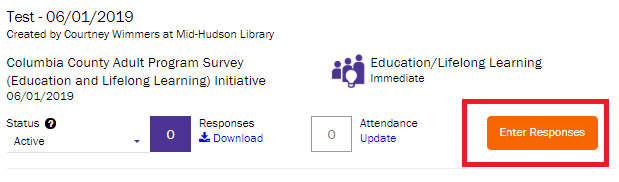 Test - 06/01/2019
Created by Courtney Wimmers at Mid-Hudson Library
Columbia County Adult Program Survey
(Education and Lifelong Learning) Initiative
06/01/2019
Education/Lifelong Learning
Immediate
Status ?
Active
0
Responses
Download
0
Attendance
Update
Enter Responses